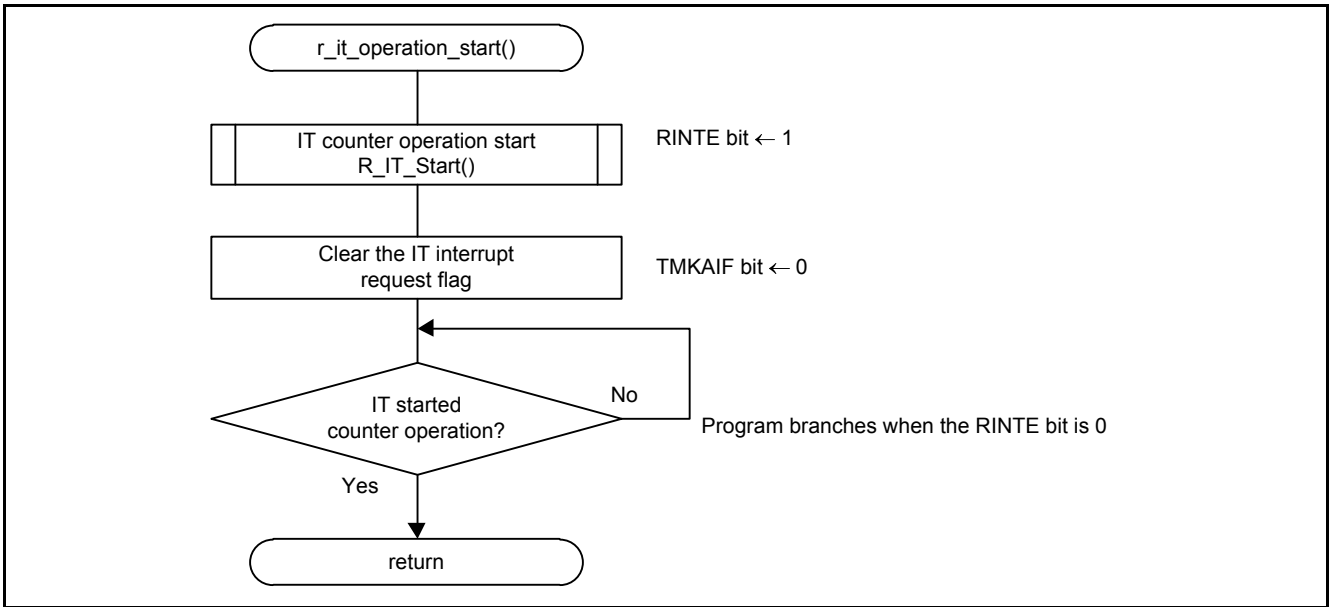 r_it_operation_start()
IT counter operation start
R_IT_Start()
RINTE bit ← 1
Clear the IT interrupt
request flag
TMKAIF bit ← 0
IT started
counter operation?
No
Program branches when the RINTE bit is 0
Yes
return